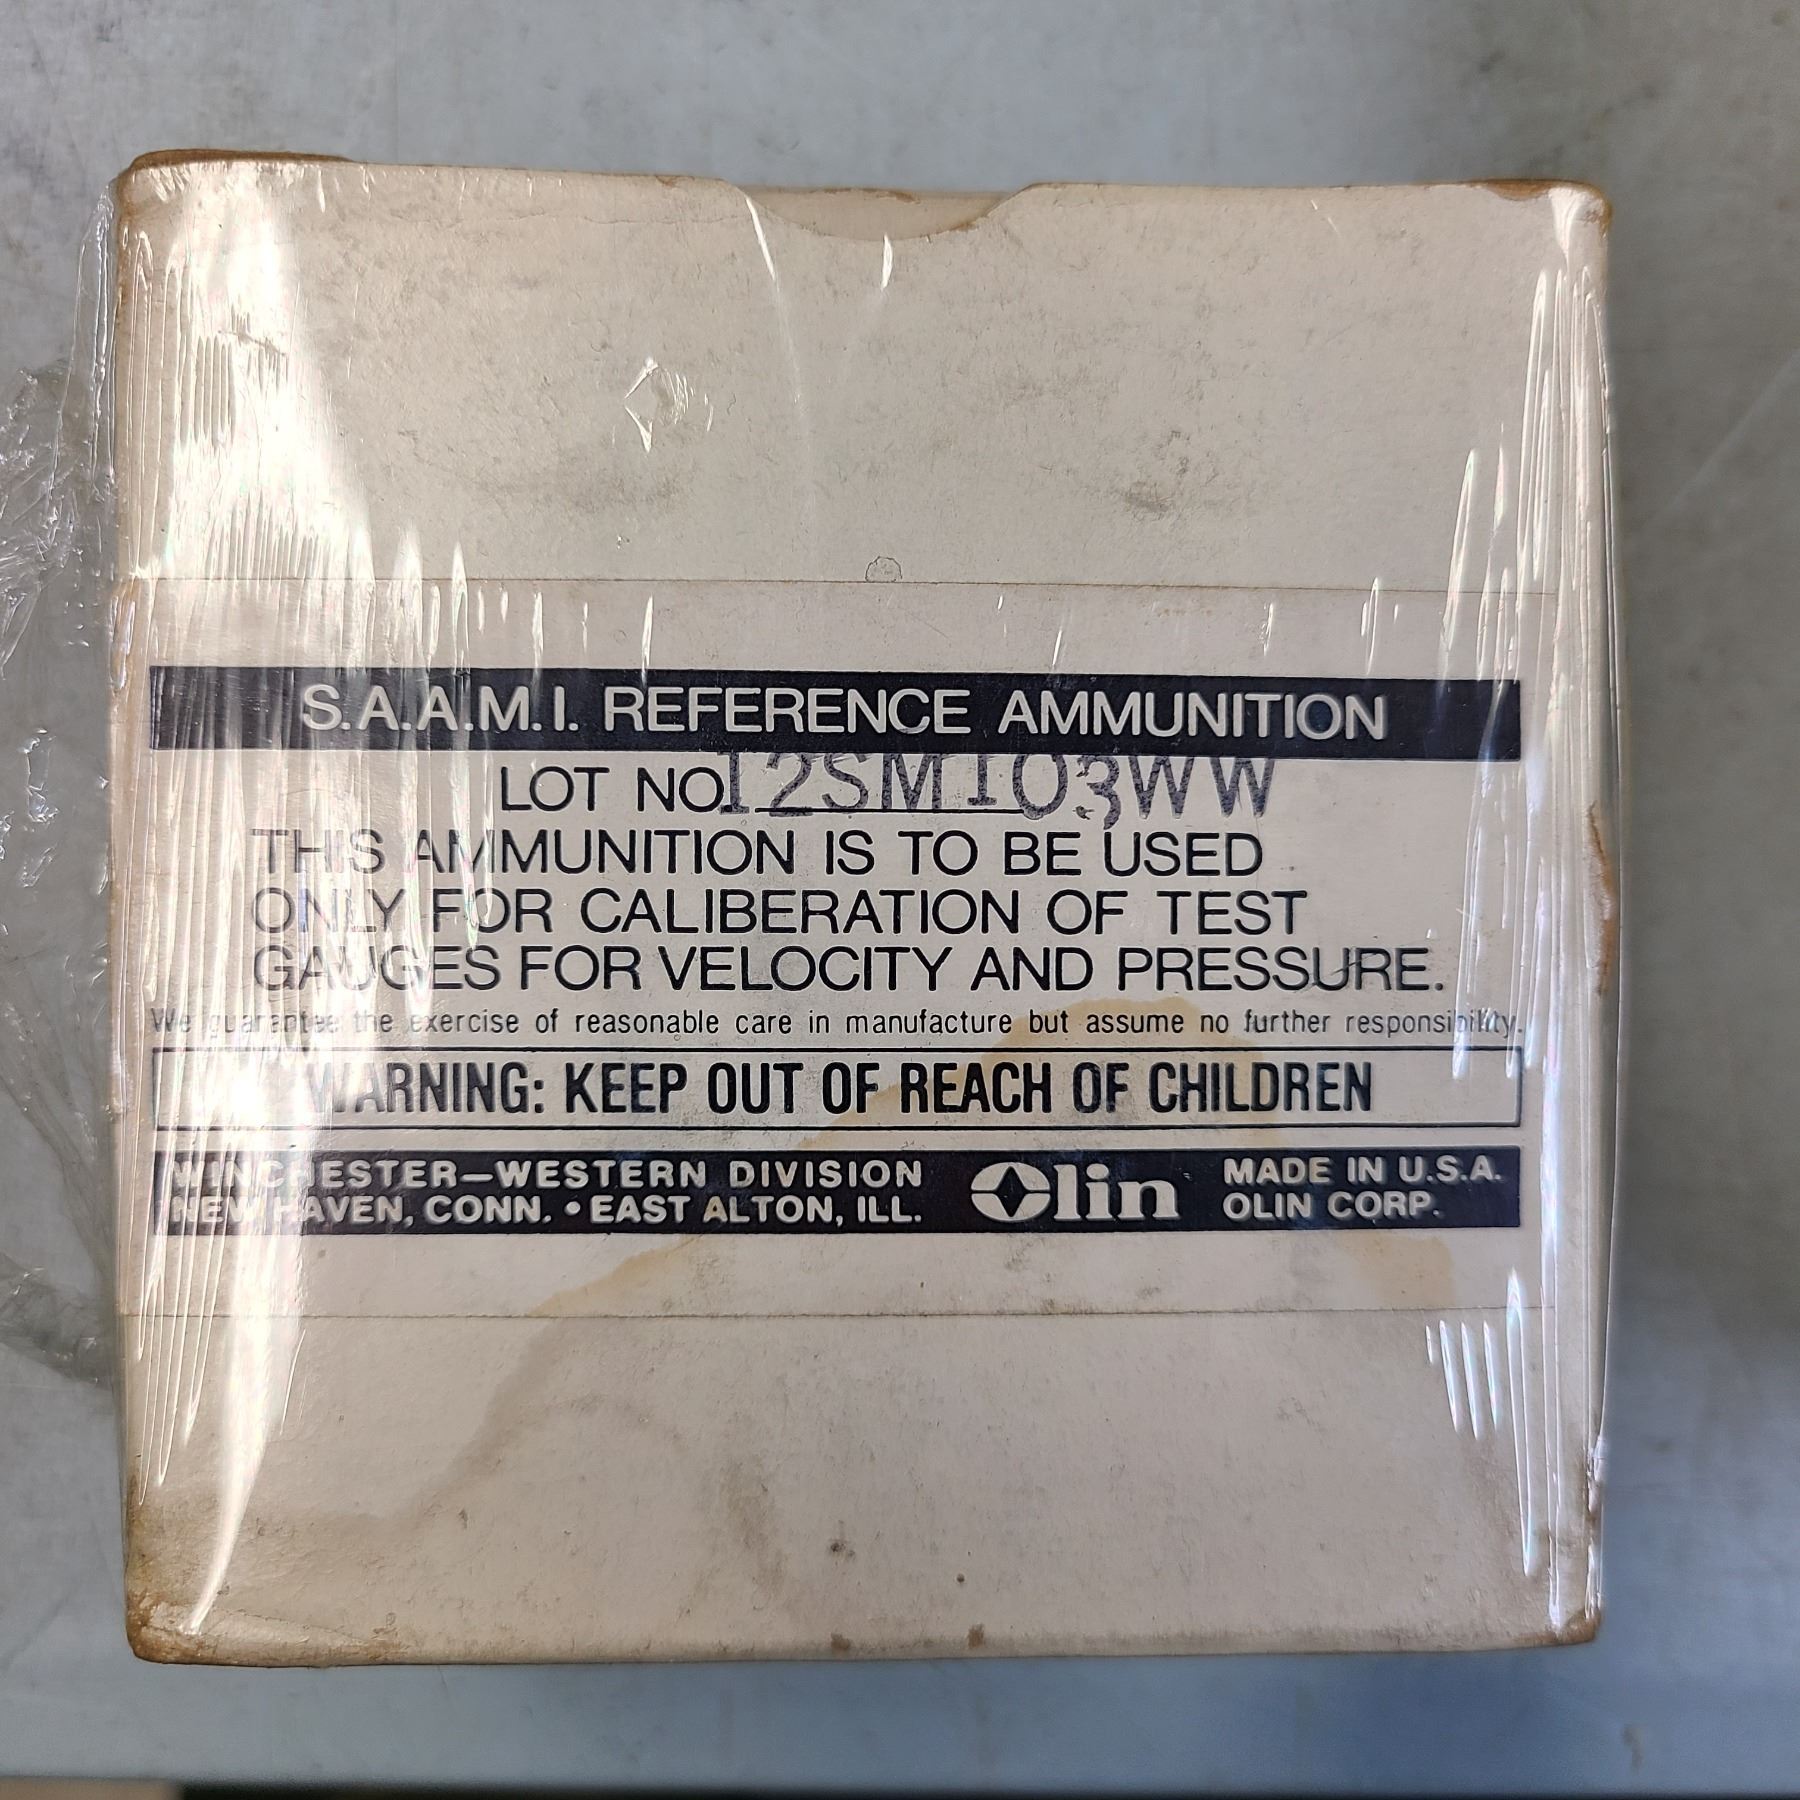 S.A.A.M.I. REFERENCE AMMUNITION
LOT NO. 12SM103WW
THIS AMMUNITION IS TO BE USED
ONLY FOR CALIBERATION OF TEST
GAUGES FOR VELOCITY AND PRESSURE.
We guarantee the exercise of reasonable care in manufacture but assume no further responsibility.
WARNING: KEEP OUT OF REACH OF CHILDREN
WINCHESTER—WESTERN DIVISION
NEW HAVEN, CONN. • EAST ALTON, ILL.
Olin
MADE IN U.S.A.
OLIN CORP.